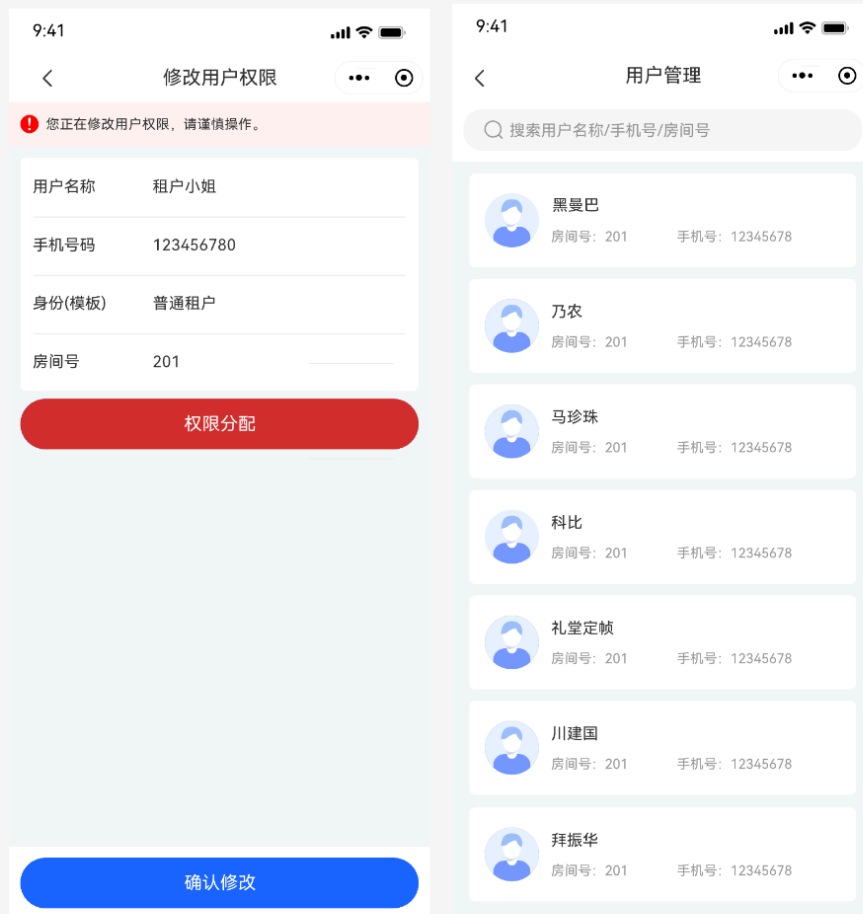 9:41
修改用户权限
您正在修改用户权限，请谨慎操作。
用户名称 租户小姐
手机号码 123456780
身份(模板) 普通租户
房间号 201
权限分配
确认修改
9:41
用户管理
搜索用户名称/手机号/房间号
黑曼巴
房间号：201 手机号：12345678
乃农
房间号：201 手机号：12345678
马珍珠
房间号：201 手机号：12345678
科比
房间号：201 手机号：12345678
礼堂定帧
房间号：201 手机号：12345678
川建国
房间号：201 手机号：12345678
拜振华
房间号：201 手机号：12345678